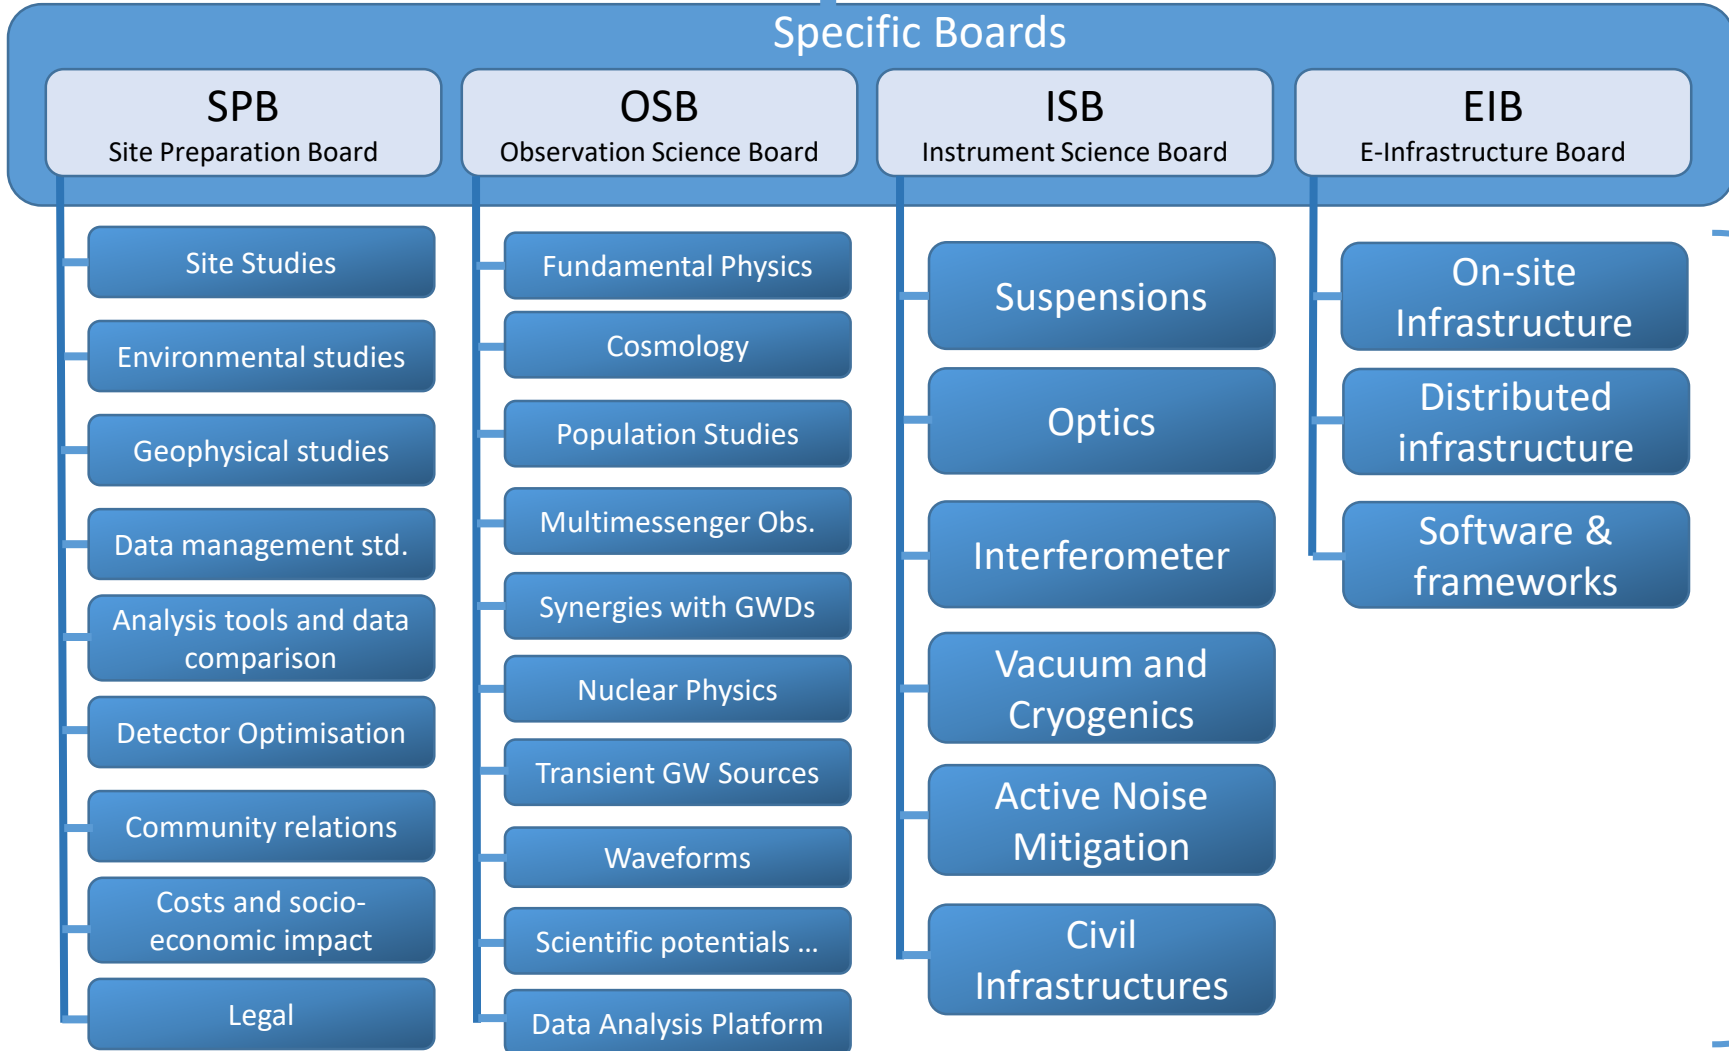 Specific Boards
SPB
Site Preparation Board
OSB
Observation Science Board
ISB
Instrument Science Board
EIB
E-Infrastructure Board
Site Studies
Environmental studies
Geophysical studies
Data management std.
Analysis tools and data
comparison
Detector Optimisation
Community relations
Costs and socio-
economic impact
Legal
Fundamental Physics
Cosmology
Population Studies
Multimessenger Obs.
Synergies with GWDs
Nuclear Physics
Transient GW Sources
Waveforms
Scientific potentials ...
Data Analysis Platform
Suspensions
Optics
Interferometer
Vacuum and
Cryogenics
Active Noise
Mitigation
Civil
Infrastructures
On-site
Infrastructure
Distributed
infrastructure
Software &
frameworks